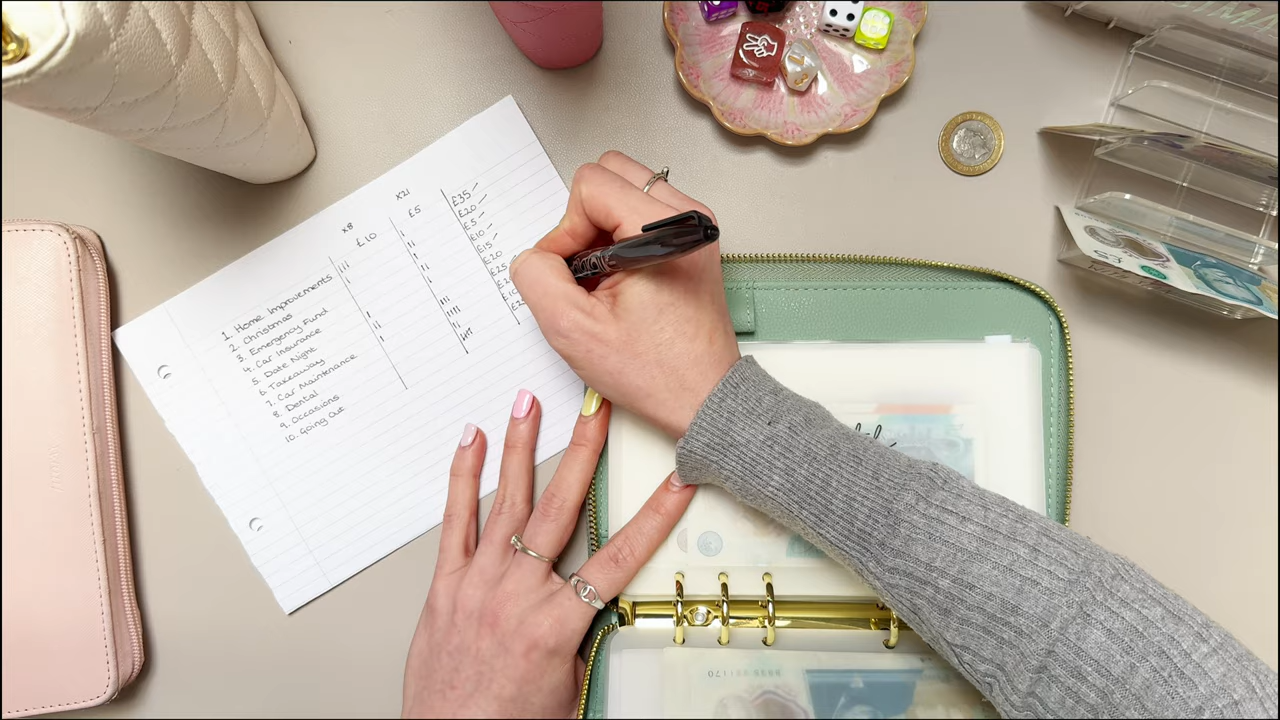 x8 x21
£10 £5
1. Home Improvements £35
2. Christmas £20
3. Emergency Fund £5
4. Car Insurance £10
5. Date Night £15
6. Takeaway £20
7. Car Maintenance £25
8. Dental
9. Occasions
10. Going Out